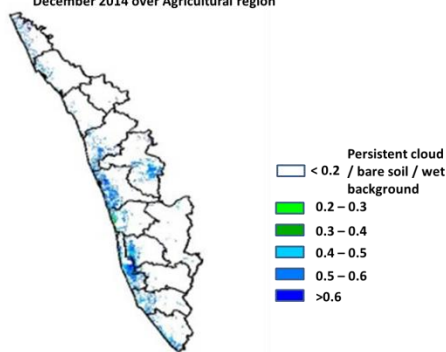 December 2014 over Agricultural region
Persistent cloud
< 0.2 / bare soil / wet
background
0.2 – 0.3
0.3 – 0.4
0.4 – 0.5
0.5 – 0.6
>0.6